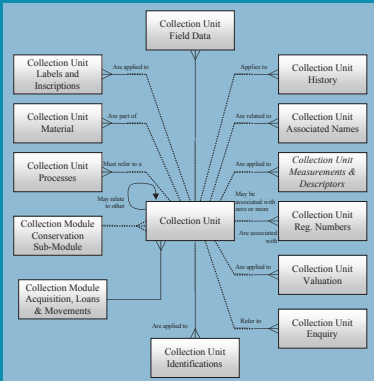 Collection Unit
Field Data
Collection Unit
Labels and
Inscriptions
Are applied to
Applies to
Collection Unit
History
Collection Unit
Material
Are part of
Are related to
Collection Unit
Associated Names
Collection Unit
Processes
Must refer to a
Are applied to
Collection Unit
Measurements &
Descriptors
May relate
to other
Collection Unit
May be
associated with
zero or more
Collection Unit
Reg. Numbers
Collection Module
Conservation
Sub-Module
Are associated
with
Collection Module
Acquisition, Loans
& Movements
Are applied to
Collection Unit
Valuation
Are applied to
Collection Unit
Identifications
Refer to
Collection Unit
Enquiry